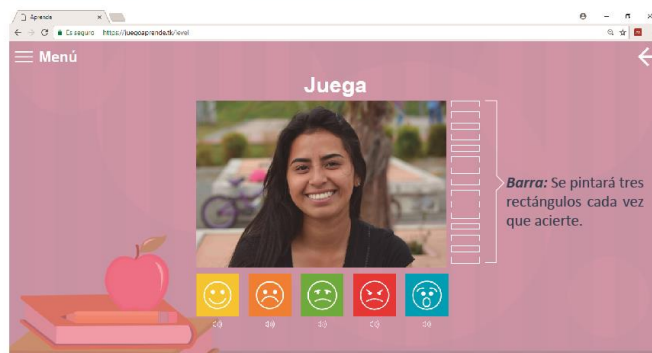 Aprende
Es seguro https://juegoaprende.tk/level
Menú
Juega
Barra: Se pintará tres
rectángulos cada vez
que acierte.